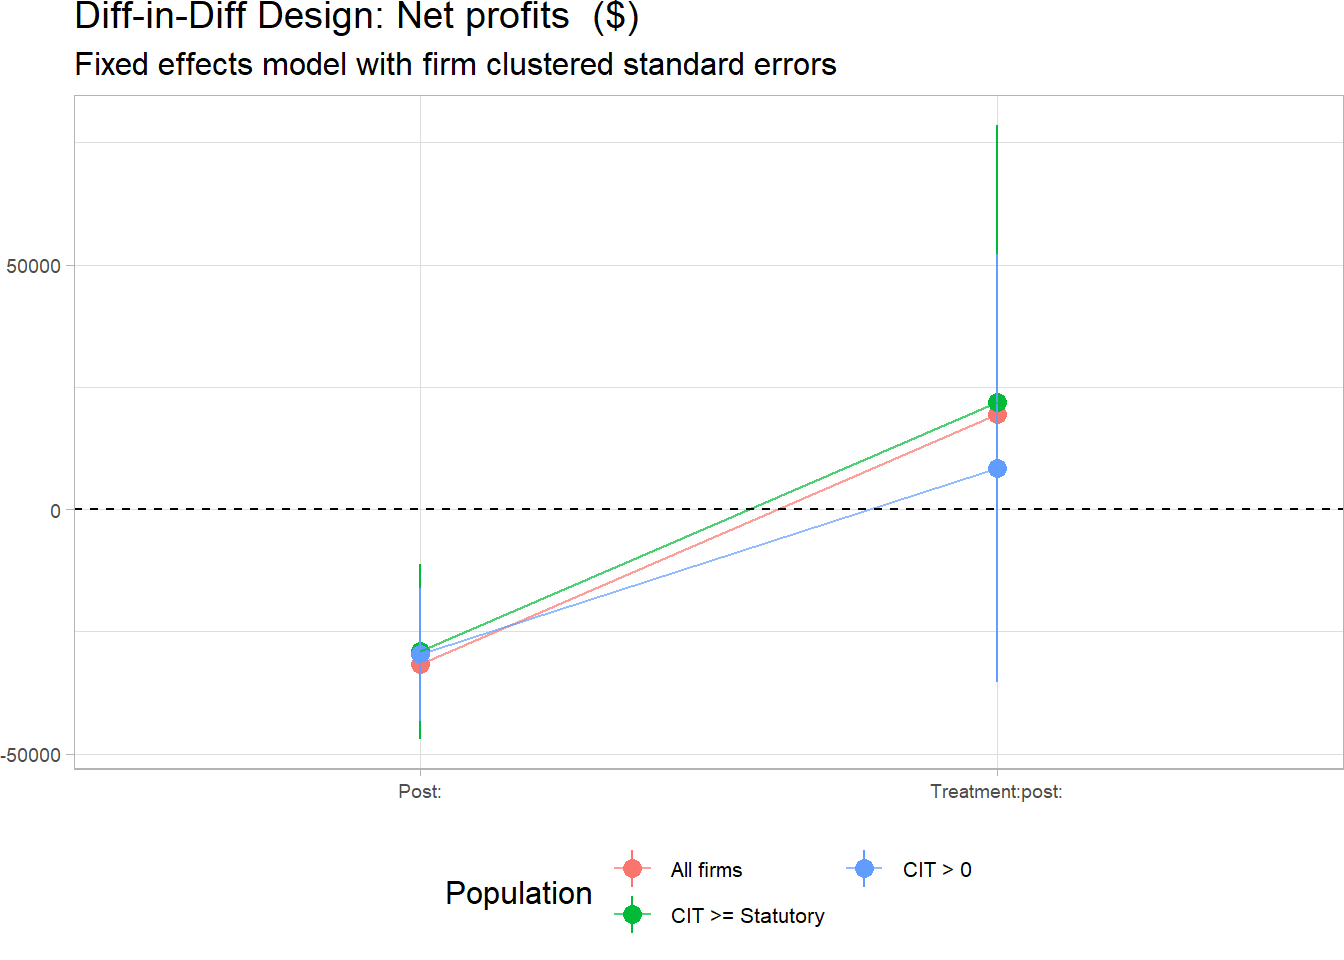 Diff-in-Diff Design: Net profits  ($)
Fixed effects model with firm clustered standard errors
50000
0
-50000
Post:
Treatment:post:
Population
All firms
CIT > 0
CIT >= Statutory